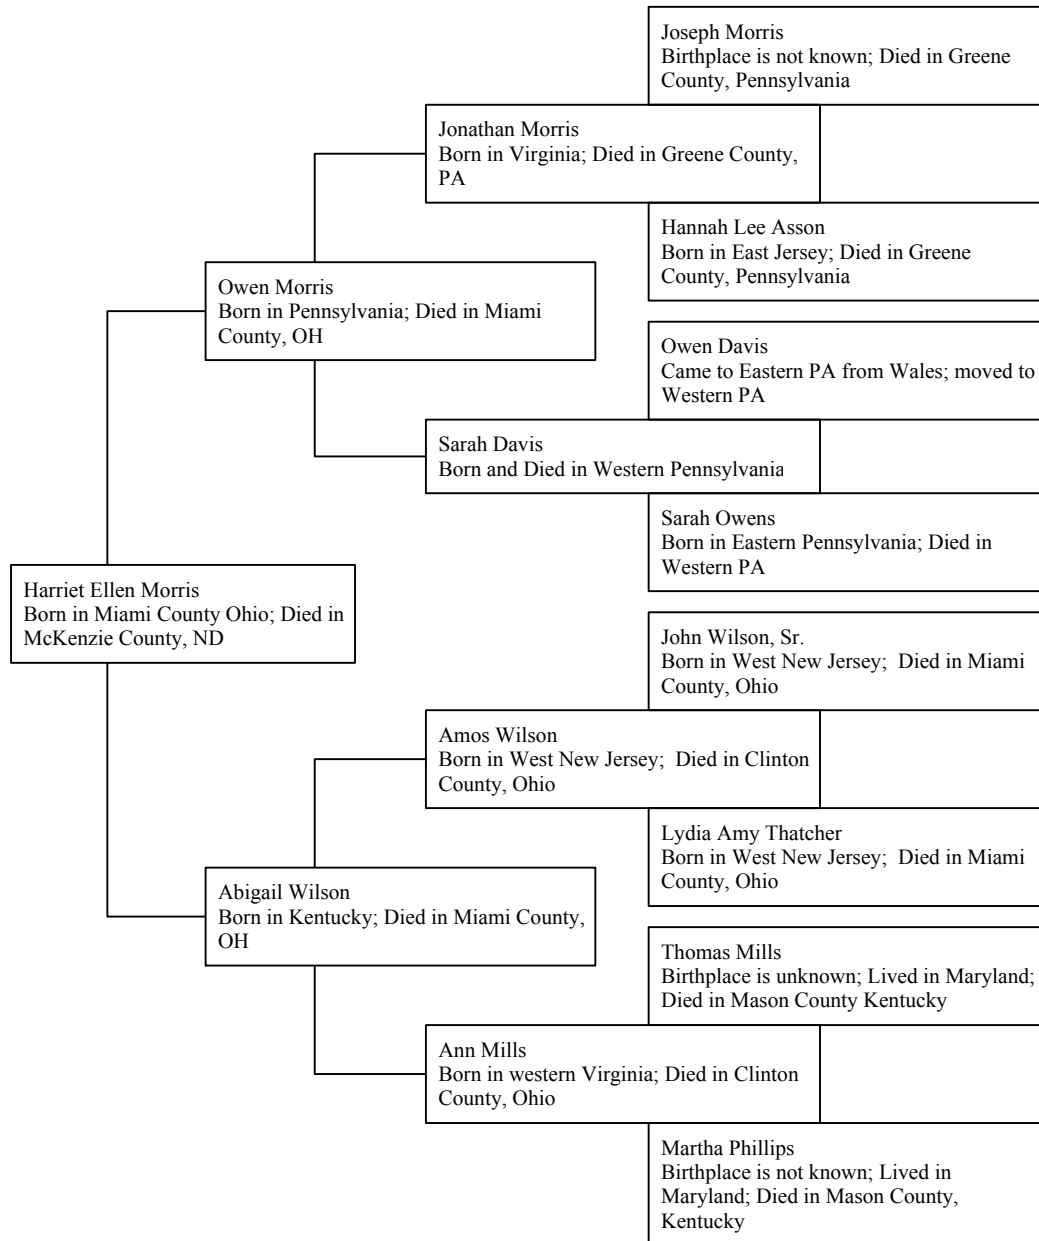 Joseph Morris
Birthplace is not known; Died in Greene
County, Pennsylvania
Jonathan Morris
Born in Virginia; Died in Greene County,
PA
Hannah Lee Asson
Born in East Jersey; Died in Greene
County, Pennsylvania
Owen Morris
Born in Pennsylvania; Died in Miami
County, OH
Owen Davis
Came to Eastern PA from Wales; moved to
Western PA
Sarah Davis
Born and Died in Western Pennsylvania
Sarah Owens
Born in Eastern Pennsylvania; Died in
Western PA
Harriet Ellen Morris
Born in Miami County Ohio; Died in
McKenzie County, ND
John Wilson, Sr.
Born in West New Jersey;  Died in Miami
County, Ohio
Amos Wilson
Born in West New Jersey;  Died in Clinton
County, Ohio
Lydia Amy Thatcher
Born in West New Jersey;  Died in Miami
County, Ohio
Abigail Wilson
Born in Kentucky; Died in Miami County,
OH
Thomas Mills
Birthplace is unknown; Lived in Maryland;
Died in Mason County Kentucky
Ann Mills
Born in western Virginia; Died in Clinton
County, Ohio
Martha Phillips
Birthplace is not known; Lived in
Maryland; Died in Mason County,
Kentucky